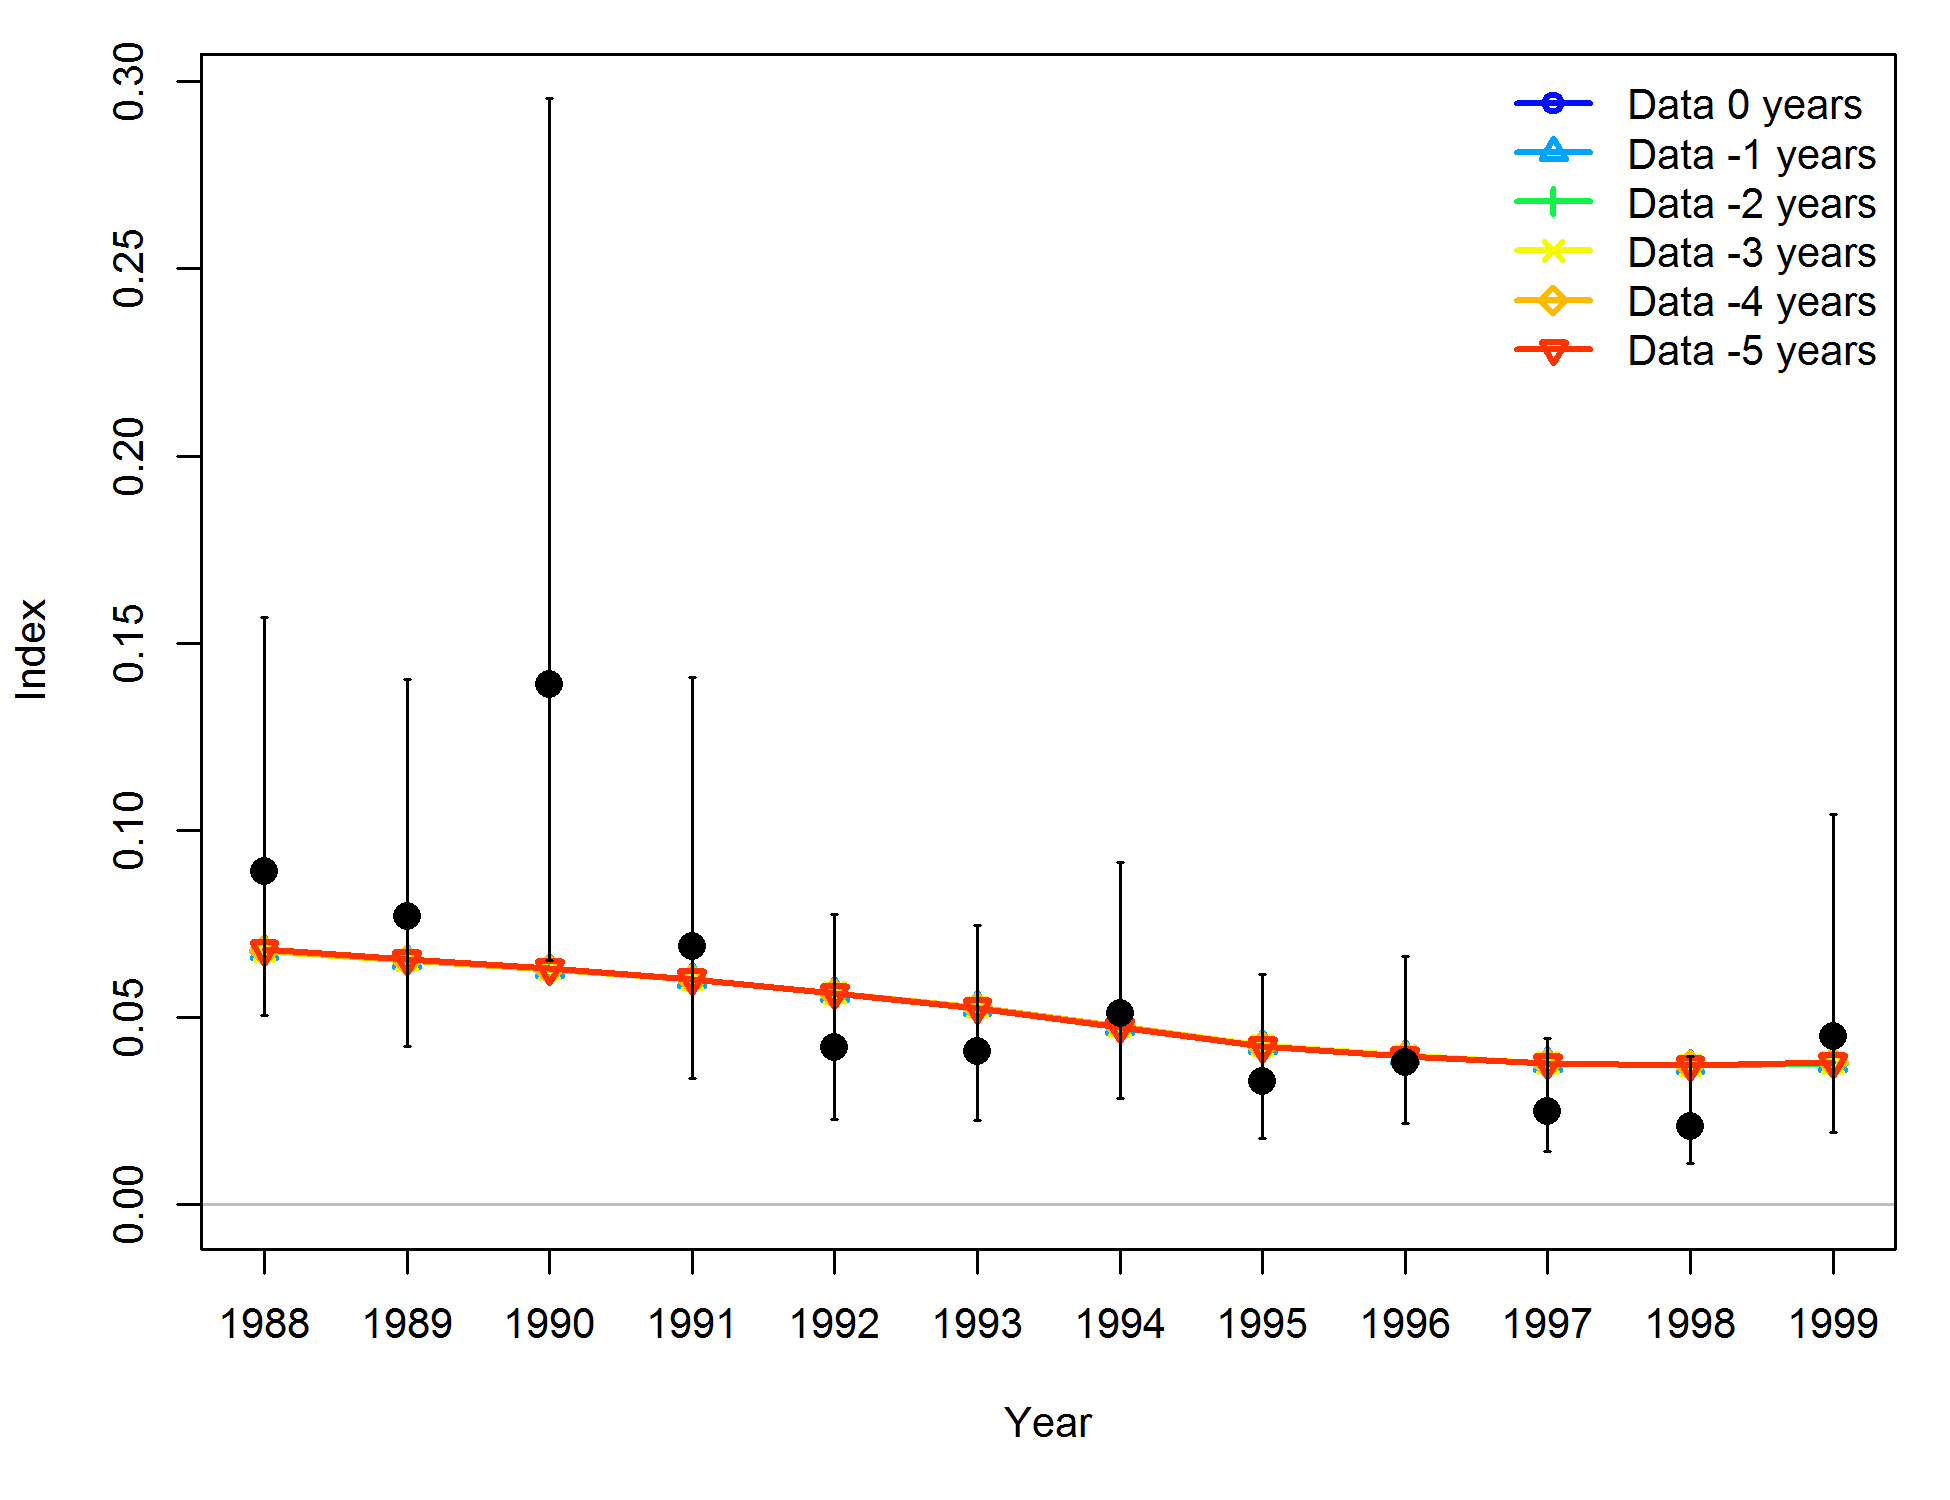 0.30
0.25
0.20
0.15
0.10
0.05
0.00
Index
Data 0 years
Data -1 years
Data -2 years
Data -3 years
Data -4 years
Data -5 years
1988 1989 1990 1991 1992 1993 1994 1995 1996 1997 1998 1999
Year